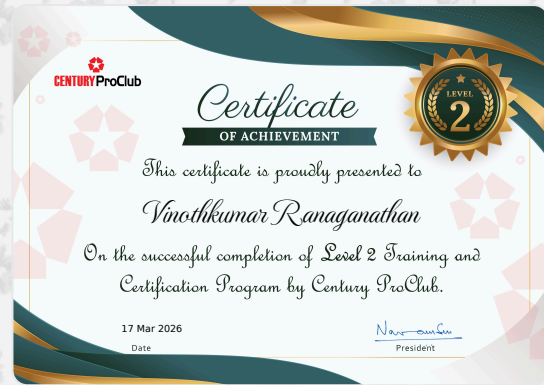 CENTURY ProClub
LEVEL
2
Certificate
OF ACHIEVEMENT
This certificate is proudly presented to
Vinothkumar Ranaganathan
On the successful completion of Level 2 Training and
Certification Program by Century ProClub.
17 Mar 2026
Date
President